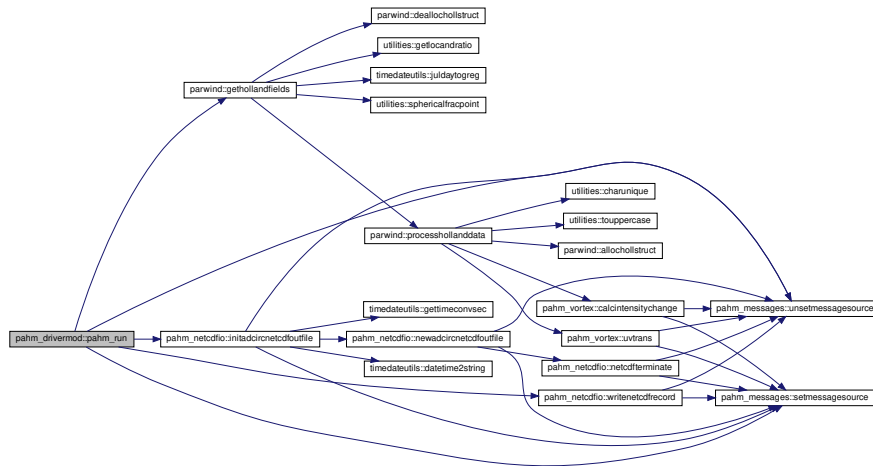 parwind::deallochollstruct
utilities::getlocandratio
timedateutils::juldaytogreg
parwind::gethollandfields
utilities::sphericalfracpoint
utilities::charunique
utilities::touppercase
parwind::processhollanddata
parwind::allochollstruct
timedateutils::gettimeconvsec
pahm_vortex::calcintensitychange
pahm_messages::unsetmessagesource
pahm_drivermod::pahm_run
pahm_netcdfio::initadcircnetcdfoutfile
pahm_netcdfio::newadcircnetcdfoutfile
pahm_vortex::uvtrans
timedateutils::datetime2string
pahm_netcdfio::netcdfterminate
pahm_netcdfio::writenetcdfrecord
pahm_messages::setmessagesource